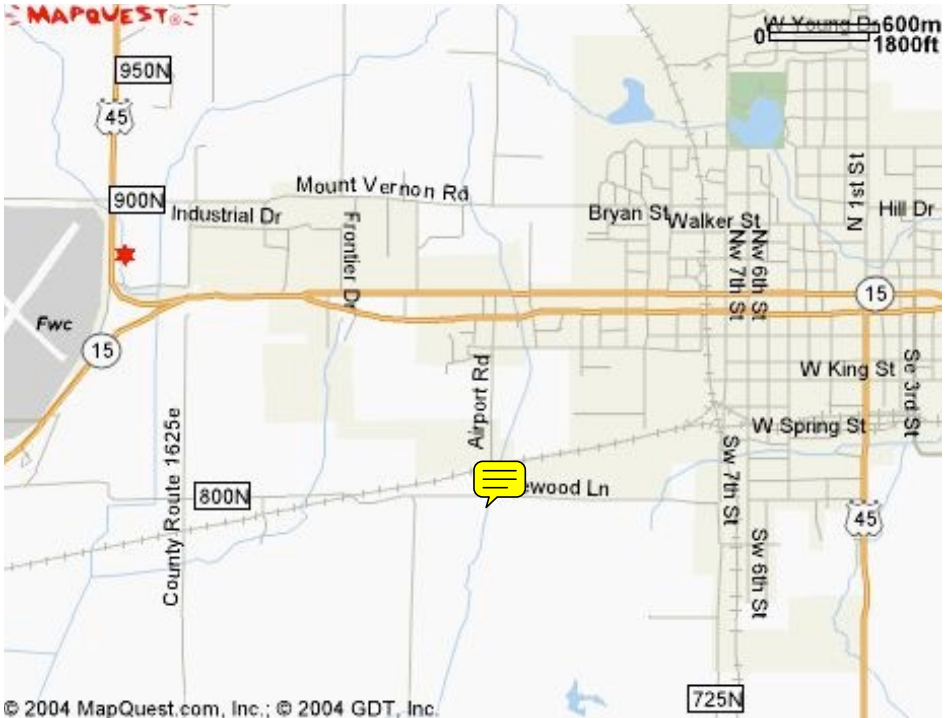 MAPQUEST®
W Young Dr
0 600m
1800ft
950N
45
St 1st N
900N
Mount Vernon Rd
Industrial Dr
Bryan St
Walker St
Hill Dr
Frontier Dr
Nw 7th St
Nw 6th St
15
Fwc
15
W King St
Se 3rd St
Airport Rd
W Spring St
County Route 1625e
800N
ewood Ln
Sw 7th St
45
Sw 6th St
725N
© 2004 MapQuest.com, Inc.; © 2004 GDT, Inc.